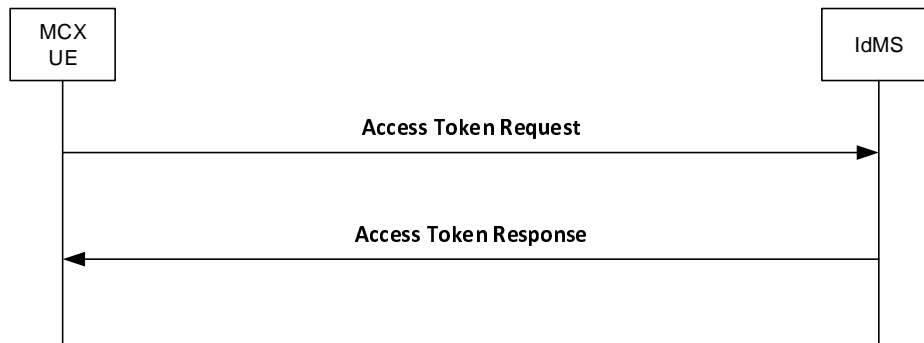 MCX
UE
IdMS
Access Token Request
Access Token Response